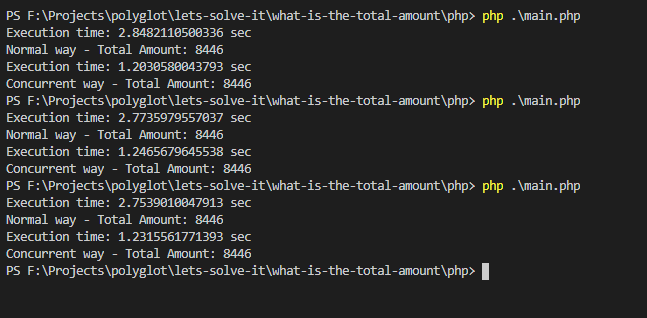 PS F:\Projects\polyglot\lets-solve-it\what-is-the-total-amount\php> php .\main.php
Execution time: 2.8482110500336 sec
Normal way - Total Amount: 8446
Execution time: 1.2030580043793 sec
Concurrent way - Total Amount: 8446
PS F:\Projects\polyglot\lets-solve-it\what-is-the-total-amount\php> php .\main.php
Execution time: 2.7735979557037 sec
Normal way - Total Amount: 8446
Execution time: 1.2465679645538 sec
Concurrent way - Total Amount: 8446
PS F:\Projects\polyglot\lets-solve-it\what-is-the-total-amount\php> php .\main.php
Execution time: 2.7539010047913 sec
Normal way - Total Amount: 8446
Execution time: 1.2315561771393 sec
Concurrent way - Total Amount: 8446
PS F:\Projects\polyglot\lets-solve-it\what-is-the-total-amount\php>